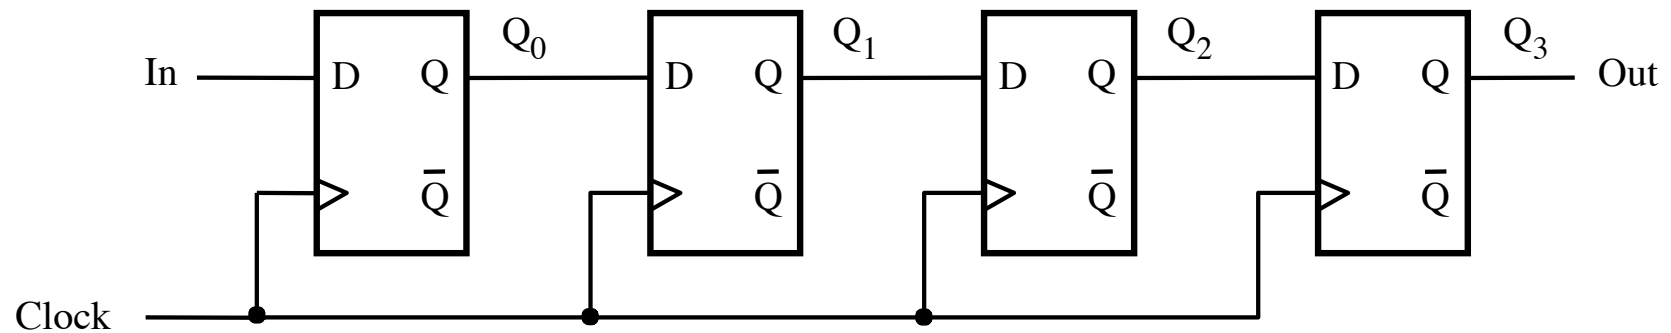 Q₀ Q₁ Q₂ Q₃
In D Q D Q D Q D Q Out
Q̅ Q̅ Q̅ Q̅
Clock